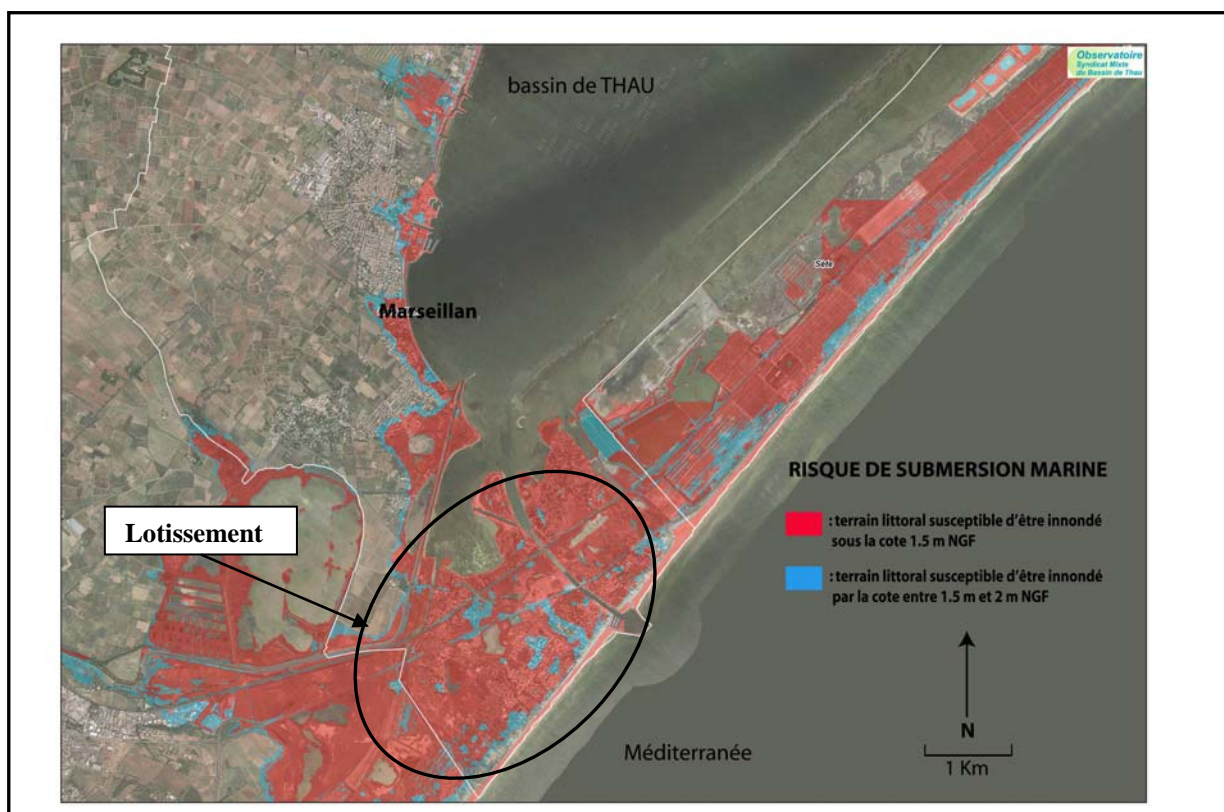 Observatoire
Syndicat Mixte
du Bassin de Thau
bassin de THAU
Sète
Marseillan
RISQUE DE SUBMERSION MARINE
: terrain littoral susceptible d'être innondé
sous la cote 1.5 m NGF
: terrain littoral susceptible d'être innondé
par la cote entre 1.5 m et 2 m NGF
Lotissement
N
1 Km
Méditerranée